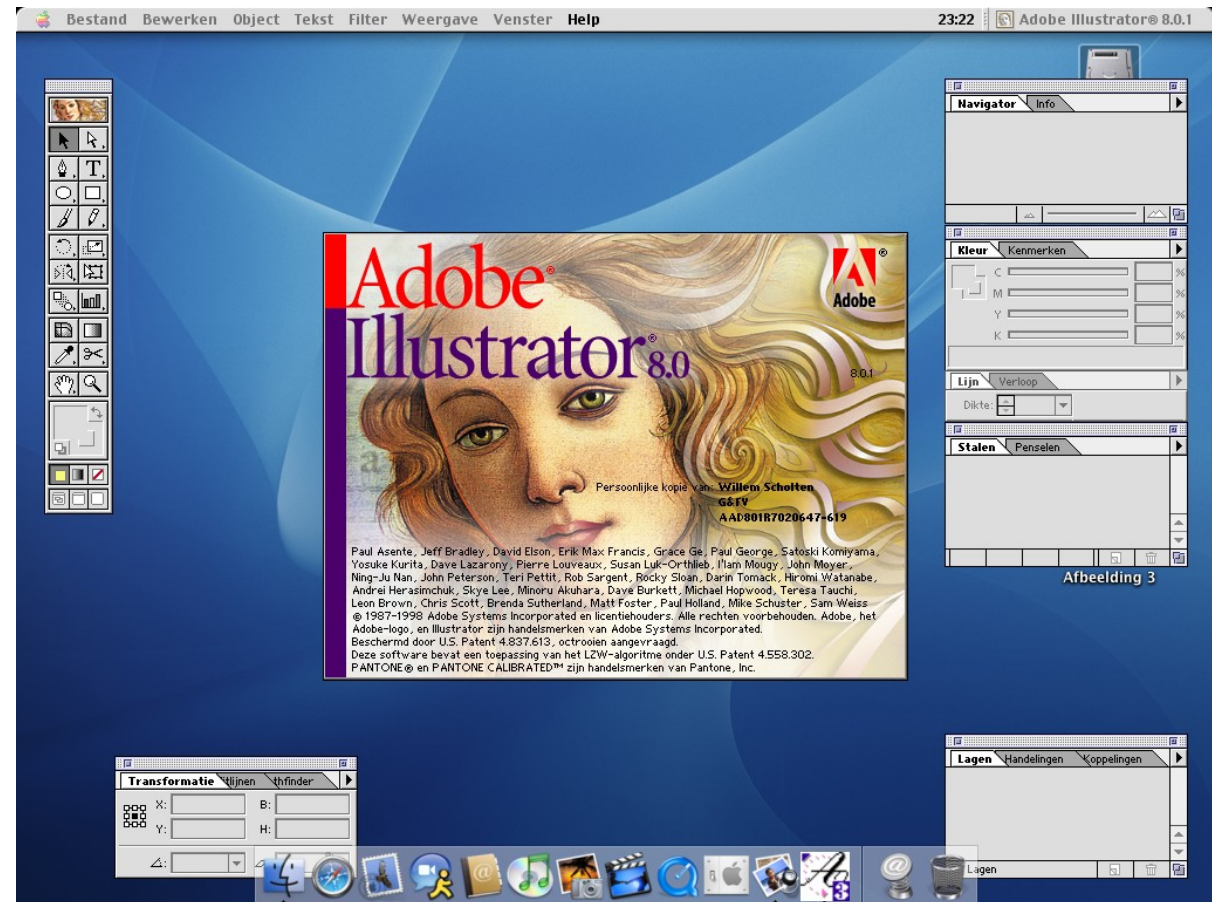 Bestand Bewerken Object Tekst Filter Weergave Venster Help 23:22 Adobe Illustrator® 8.0.1
Navigator Info
T
Kleur Kenmerken
C %
M %
Y %
K %
Lijn Verloop
Dikte:
Stalen Penselen
Afbeelding 3
Adobe®
Illustrator®8.0
®
Adobe
8.0.1
Persoonlijke kopie van: Willem Scholten
G&FV
AAD801R7020647-619
Paul Asente, Jeff Bradley, David Elson, Erik Max Francis, Grace Ge, Paul George, Satoski Komiyama,
Yosuke Kurita, Dave Lazarony, Pierre Louveaux, Susan Luk-Orthlieb, I'lam Mougy, John Moyer,
Ning-Ju Nan, John Peterson, Teri Pettit, Rob Sargent, Rocky Sloan, Darin Tomack, Hiromi Watanabe,
Andrei Herasimchuk, Skye Lee, Minoru Akuhara, Dave Burkett, Michael Hopwood, Teresa Tauchi,
Leon Brown, Chris Scott, Brenda Sutherland, Matt Foster, Paul Holland, Mike Schuster, Sam Weiss
© 1987-1998 Adobe Systems Incorporated en licentiehouders. Alle rechten voorbehouden. Adobe, het
Adobe-logo, en Illustrator zijn handelsmerken van Adobe Systems Incorporated.
Beschermd door U.S. Patent 4.837.613, octrooien aangevraagd.
Deze software bevat een toepassing van het LZW-algoritme onder U.S. Patent 4.558.302.
PANTONE® en PANTONE CALIBRATED™ zijn handelsmerken van Pantone, Inc.
Transformatie tlijnen thfinder
X: B:
Y: H:
Lagen Handelingen Koppelingen
Lagen
@
@
3